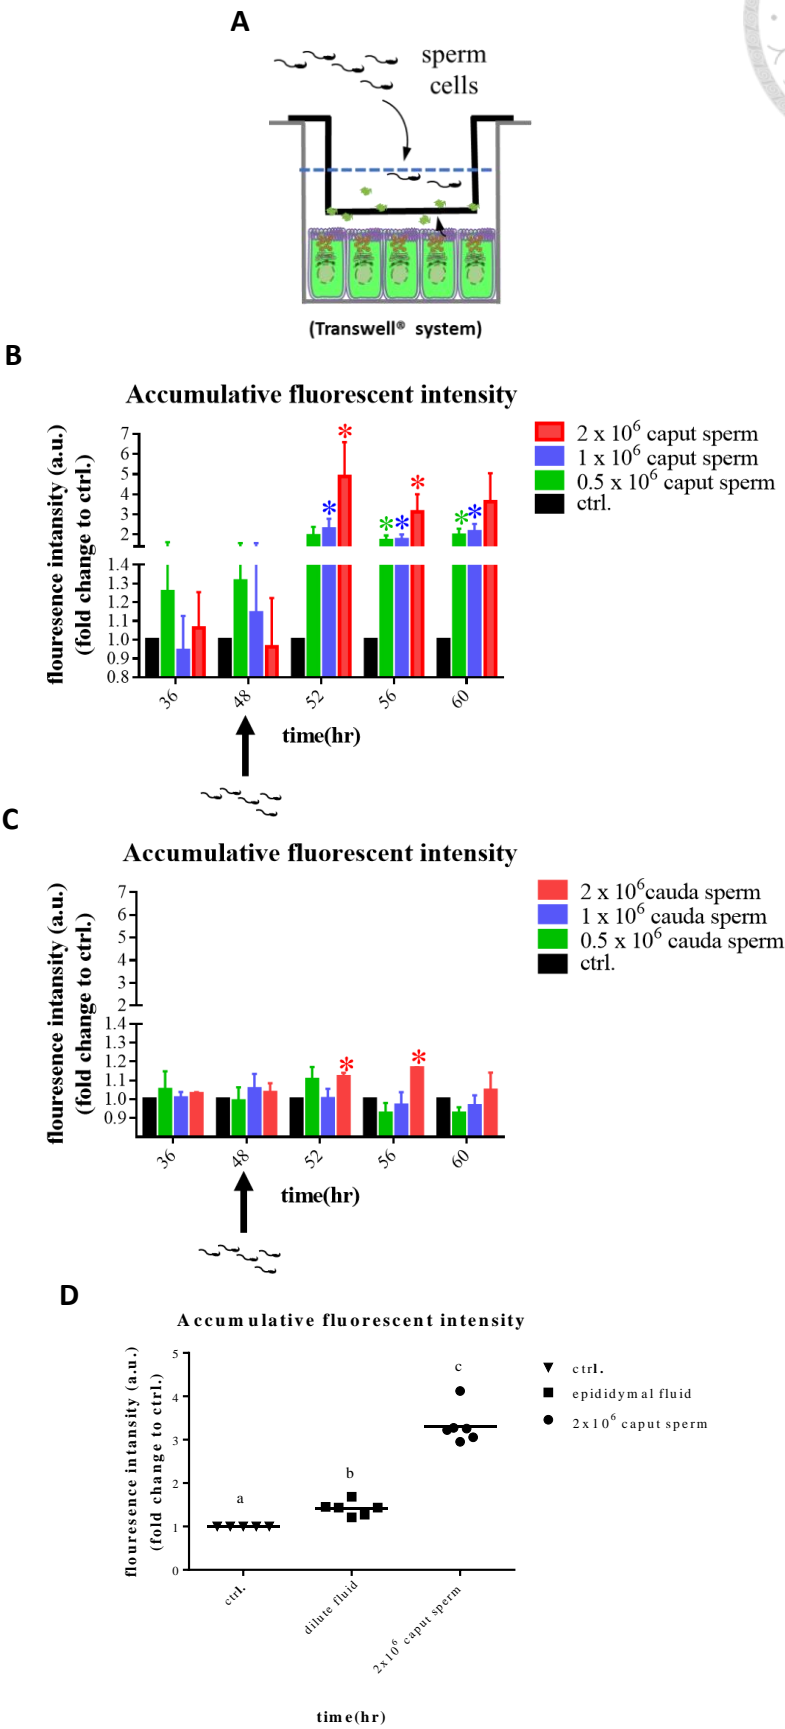 A
sperm
cells
(Transwell® system)
B
Accumulative fluorescent intensity
flouresence intansity (a.u.)
(fold change to ctrl.)
7
6
5
4
3
2
1.4
1.3
1.2
1.1
1.0
0.9
0.8
36
48
52
56
60
time(hr)
*
*
*
*
*
*
*
2 x 10⁶ caput sperm
1 x 10⁶ caput sperm
0.5 x 10⁶ caput sperm
ctrl.
C
Accumulative fluorescent intensity
flouresence intansity (a.u.)
(fold change to ctrl.)
7
6
5
4
3
2
1.4
1.3
1.2
1.1
1.0
0.9
36
48
52
56
60
time(hr)
*
*
2 x 10⁶cauda sperm
1 x 10⁶ cauda sperm
0.5 x 10⁶ cauda sperm
ctrl.
D
Accumulative fluorescent intensity
flouresence intansity (a.u.)
(fold change to ctrl.)
5
4
3
2
1
0
a
b
c
ctrl.
epididymal fluid
2x10⁶ caput sperm
ctrl.
dilute fluid
2x10⁶ caput sperm
time(hr)